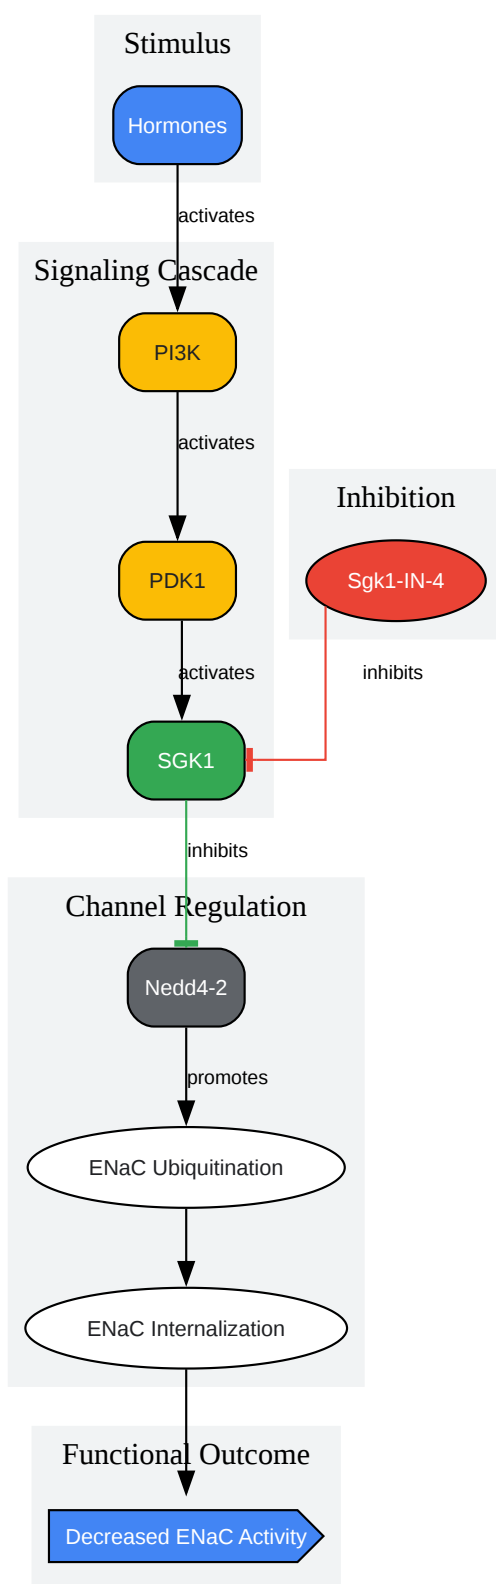 Stimulus
Hormones
activates
Signaling Cascade
PI3K
activates
Inhibition
PDK1
Sgk1-IN-4
activates
inhibits
SGK1
inhibits
Channel Regulation
Nedd4-2
promotes
ENaC Ubiquitination
ENaC Internalization
Functional Outcome
Decreased ENaC Activity